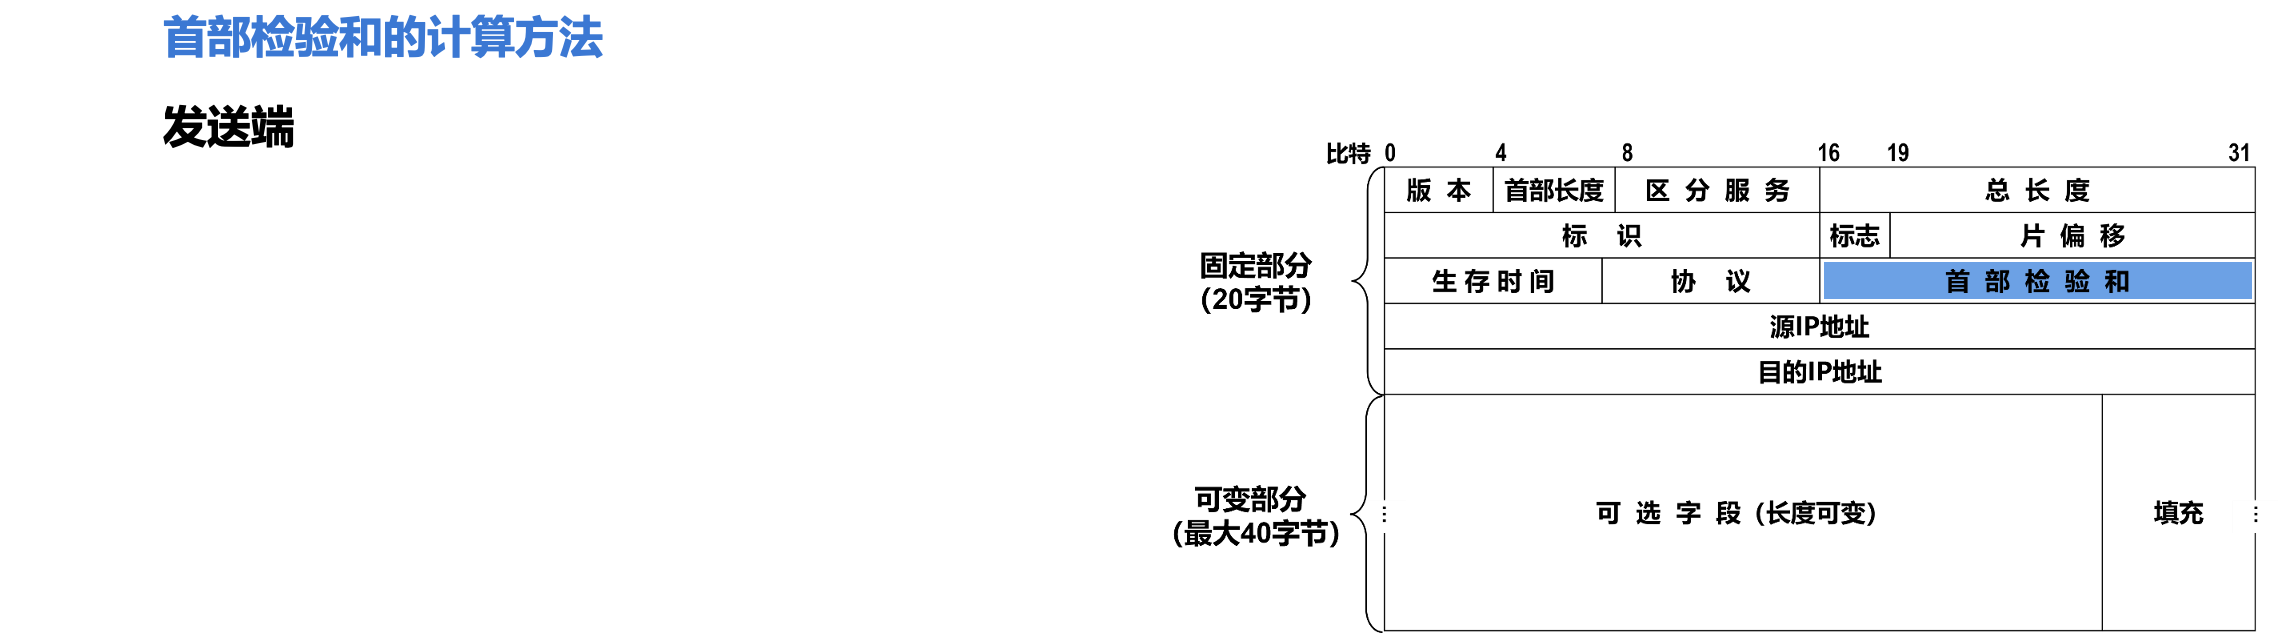 首部检验和的计算方法
发送端
比特 0 4 8 16 19 31
版 本 首部长度 区 分 服 务 总 长 度
标 识 标志 片 偏 移
固定部分
(20字节)
生 存 时 间 协 议 首 部 检 验 和
源IP地址
目的IP地址
可变部分
(最大40字节)
可 选 字 段 (长度可变) 填充